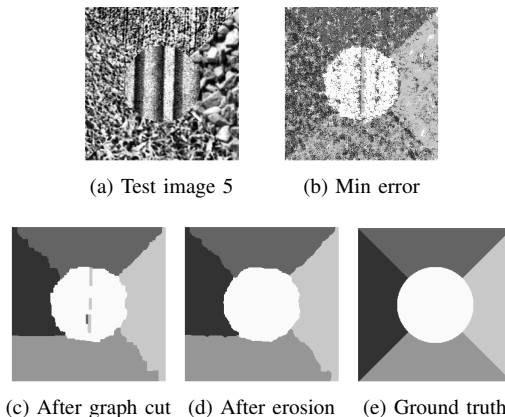 (a) Test image 5
(b) Min error
(c) After graph cut
(d) After erosion
(e) Ground truth